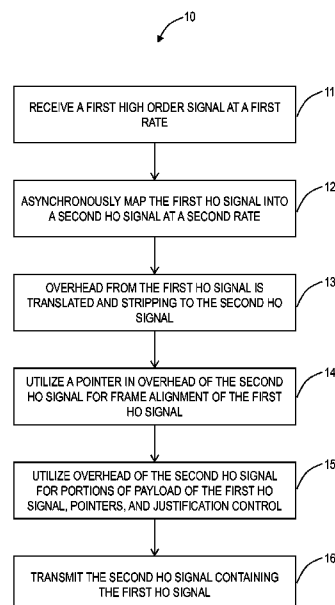 10
RECEIVE A FIRST HIGH ORDER SIGNAL AT A FIRST
RATE
11
ASYNCHRONOUSLY MAP THE FIRST HO SIGNAL INTO
A SECOND HO SIGNAL AT A SECOND RATE
12
OVERHEAD FROM THE FIRST HO SIGNAL IS
TRANSLATED AND STRIPPING TO THE SECOND HO
SIGNAL
13
UTILIZE A POINTER IN OVERHEAD OF THE SECOND
HO SIGNAL FOR FRAME ALIGNMENT OF THE FIRST
HO SIGNAL
14
UTILIZE OVERHEAD OF THE SECOND HO SIGNAL
FOR PORTIONS OF PAYLOAD OF THE FIRST HO
SIGNAL, POINTERS, AND JUSTIFICATION CONTROL
15
TRANSMIT THE SECOND HO SIGNAL CONTAINING
THE FIRST HO SIGNAL
16